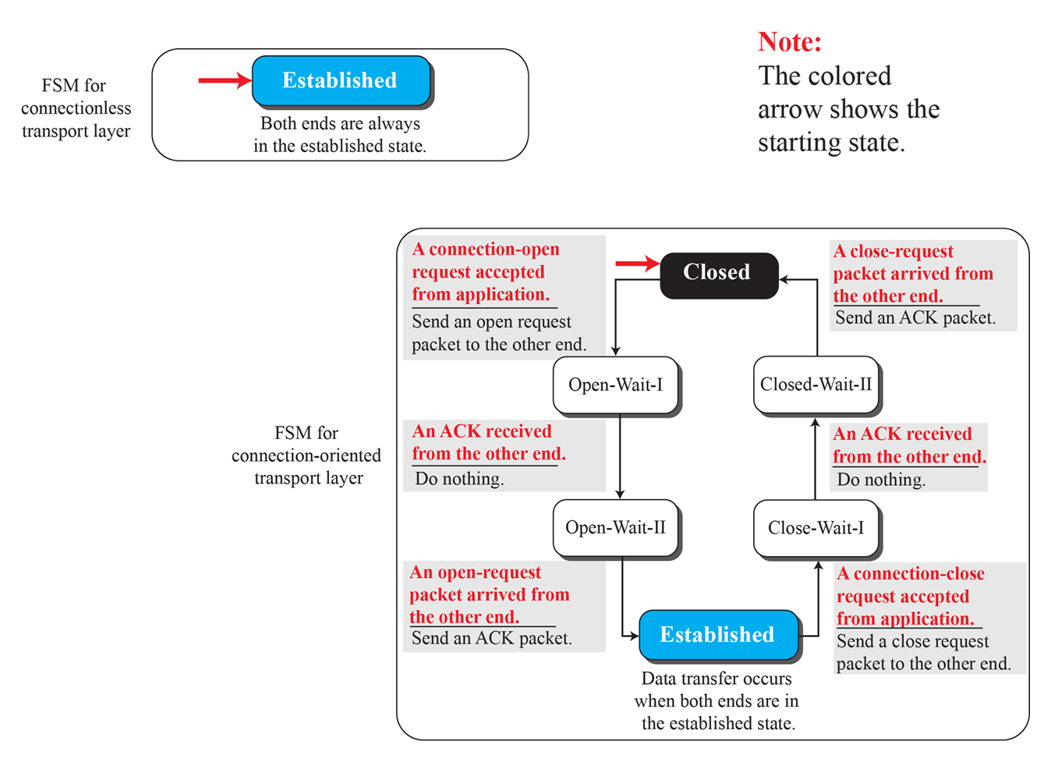 FSM for
connectionless
transport layer
Established
Both ends are always
in the established state.
Note:
The colored
arrow shows the
starting state.
FSM for
connection-oriented
transport layer
A connection-open
request accepted
from application.
Send an open request
packet to the other end.
Closed
A close-request
packet arrived from
the other end.
Send an ACK packet.
Open-Wait-I
Closed-Wait-II
An ACK received
from the other end.
Do nothing.
An ACK received
from the other end.
Do nothing.
Open-Wait-II
Close-Wait-I
An open-request
packet arrived from
the other end.
Send an ACK packet.
Established
Data transfer occurs
when both ends are in
the established state.
A connection-close
request accepted
from application.
Send a close request
packet to the other end.